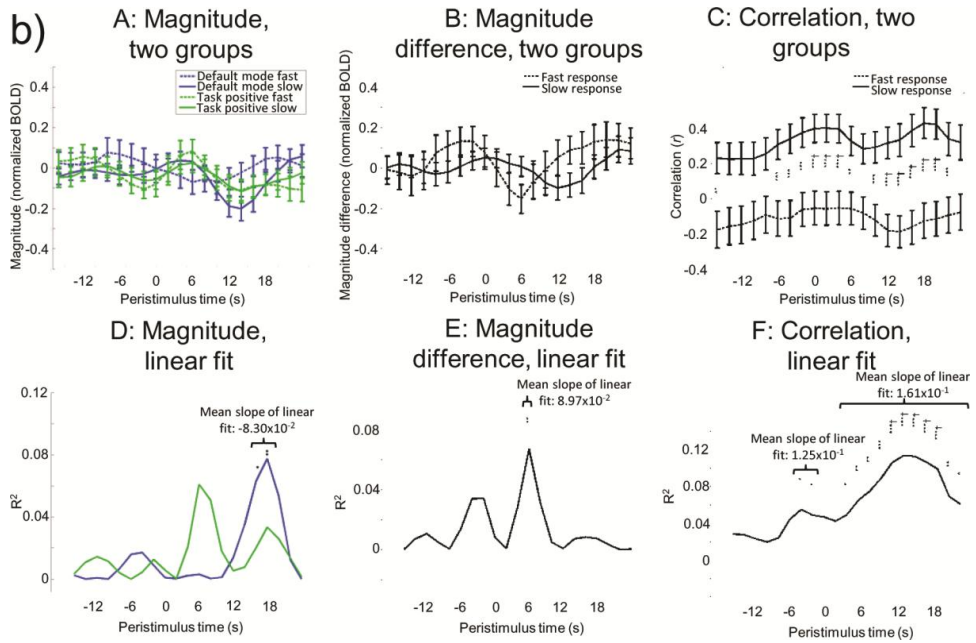 b)
A: Magnitude,
two groups
Default mode fast
Default mode slow
Task positive fast
Task positive slow
Magnitude (normalized BOLD)
0.4
0.2
0
-0.2
-0.4
-12 -6 0 6 12 18
Peristimulus time (s)
B: Magnitude
difference, two groups
Fast response
Slow response
Magnitude difference (normalized BOLD)
0.4
0.2
0
-0.2
-0.4
-12 -6 0 6 12 18
Peristimulus time (s)
C: Correlation, two
groups
Fast response
Slow response
Correlation (r)
0.4
0.2
0
-0.2
-0.4
-12 -6 0 6 12 18
Peristimulus time (s)
D: Magnitude,
linear fit
Mean slope of linear
fit: -8.30x10⁻²
R²
0.12
0.08
0.04
0
-12 -6 0 6 12 18
Peristimulus time (s)
E: Magnitude
difference, linear fit
Mean slope of linear
fit: 8.97x10⁻²
R²
0.08
0.04
0
-12 -6 0 6 12 18
Peristimulus time (s)
F: Correlation,
linear fit
Mean slope of linear
fit: 1.61x10⁻¹
Mean slope of linear
fit: 1.25x10⁻¹
R²
0.16
0.12
0.08
0.04
0
-12 -6 0 6 12 18
Peristimulus time (s)